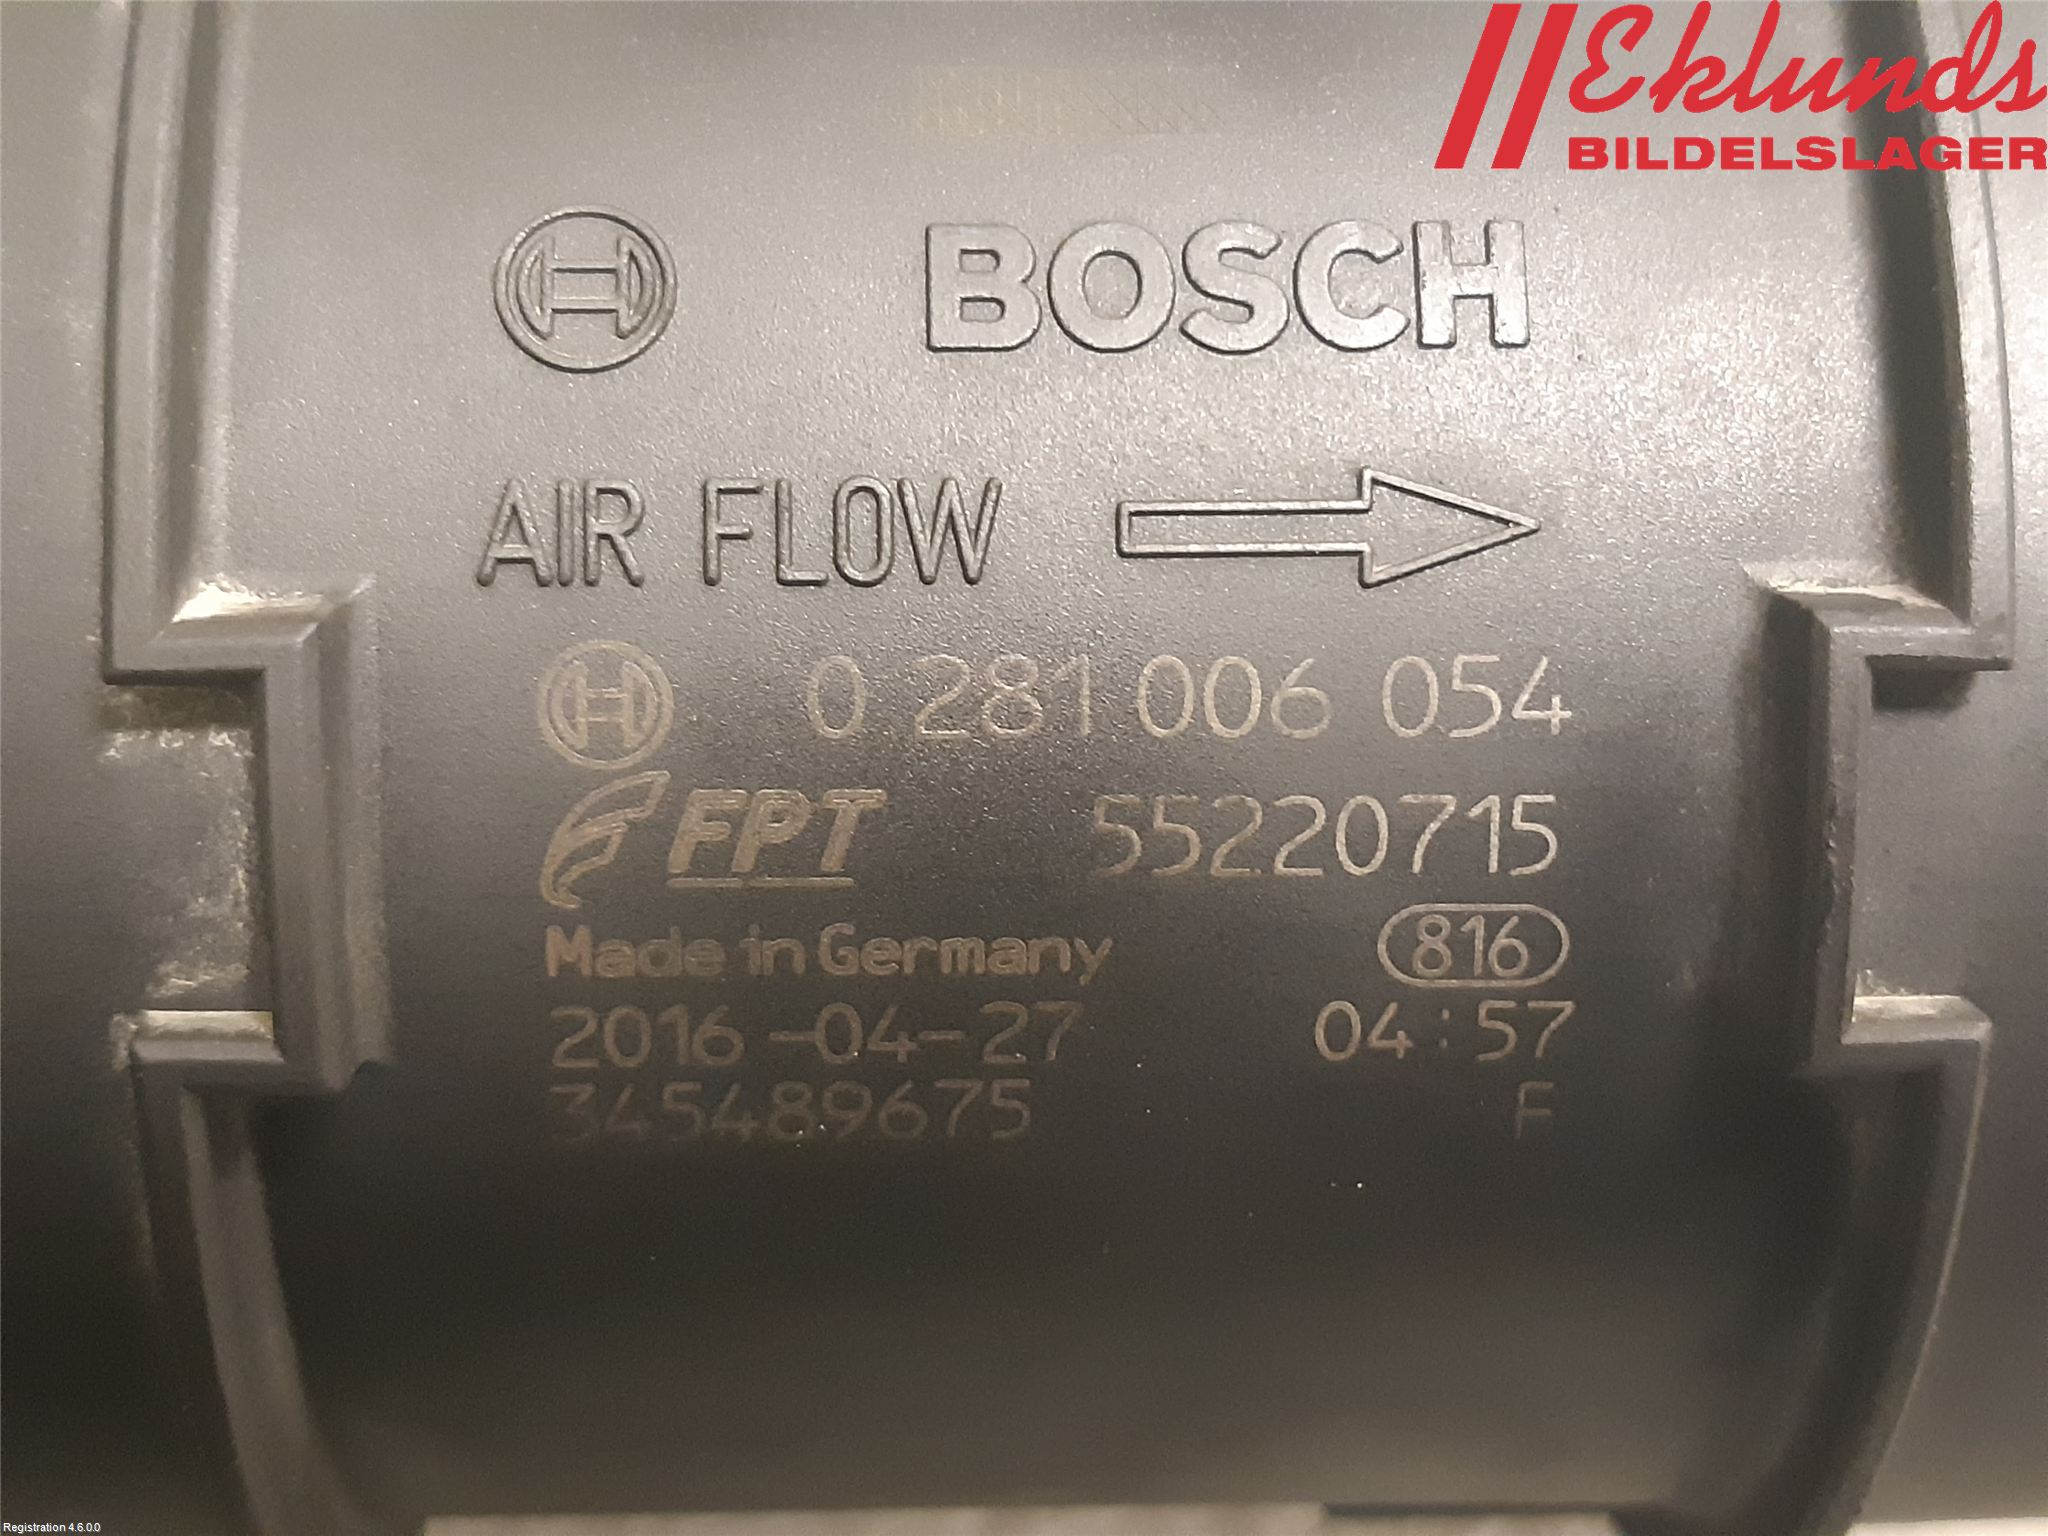 Eklunds
BILDELSLAGER
BOSCH
AIR FLOW
0 281 006 054
FPT 55220715
Made in Germany 816
2016-04-27 04:57
345489675 F
Registration 4.6.0.0